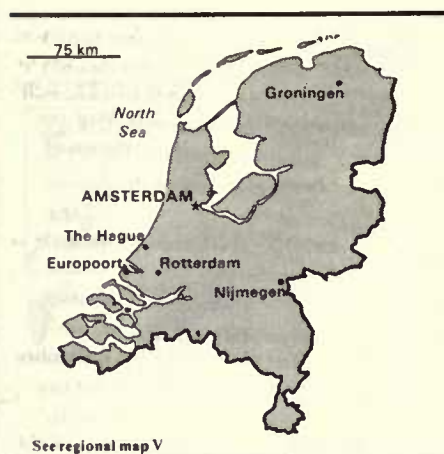 75 km
Groningen
North
Sea
AMSTERDAM
The Hague
Europoort
Rotterdam
Nijmegen
See regional map V